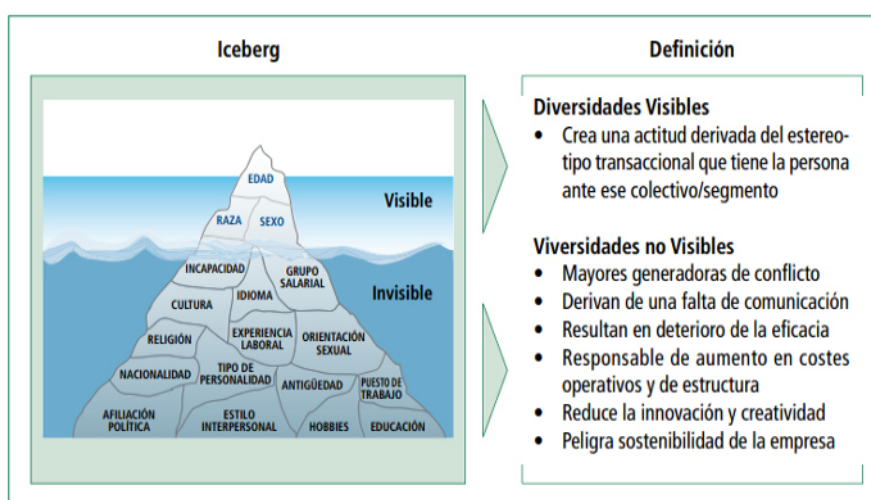 Iceberg
EDAD
Visible
RAZA
SEXO
INCAPACIDAD
GRUPO
SALARIAL
Invisible
CULTURA
IDIOMA
RELIGIÓN
EXPERIENCIA
LABORAL
ORIENTACIÓN
SEXUAL
NACIONALIDAD
TIPO DE
PERSONALIDAD
ANTIGÜEDAD
PUESTO DE
TRABAJO
AFILIACIÓN
POLÍTICA
ESTILO
INTERPERSONAL
HOBBIES
EDUCACIÓN
Definición
Diversidades Visibles
• Crea una actitud derivada del estereo-
tipo transaccional que tiene la persona
ante ese colectivo/segmento
Viversidades no Visibles
• Mayores generadoras de conflicto
• Derivan de una falta de comunicación
• Resultan en deterioro de la eficacia
• Responsable de aumento en costes
operativos y de estructura
• Reduce la innovación y creatividad
• Peligra sostenibilidad de la empresa